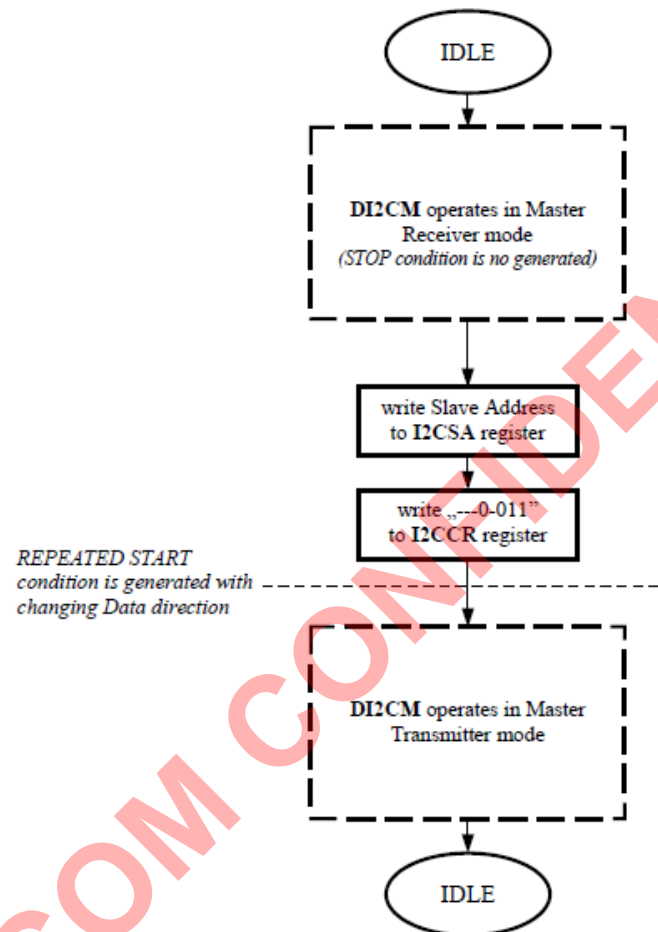 IDLE
DI2CM operates in Master
Receiver mode
(STOP condition is no generated)
write Slave Address
to I2CSA register
write „---0-011”
to I2CCR register
REPEATED START
condition is generated with
changing Data direction
DI2CM operates in Master
Transmitter mode
IDLE
COM CONFIDEN